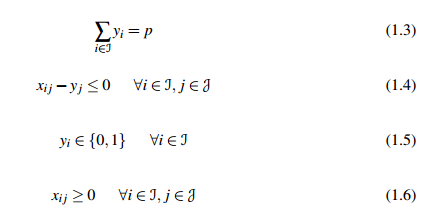 ∑_{i∈ℐ} y_i = p (1.3)
x_{ij} − y_j ≤ 0 ∀i ∈ ℐ, j ∈ 𝒥 (1.4)
y_i ∈ {0, 1} ∀i ∈ ℐ (1.5)
x_{ij} ≥ 0 ∀i ∈ ℐ, j ∈ 𝒥 (1.6)